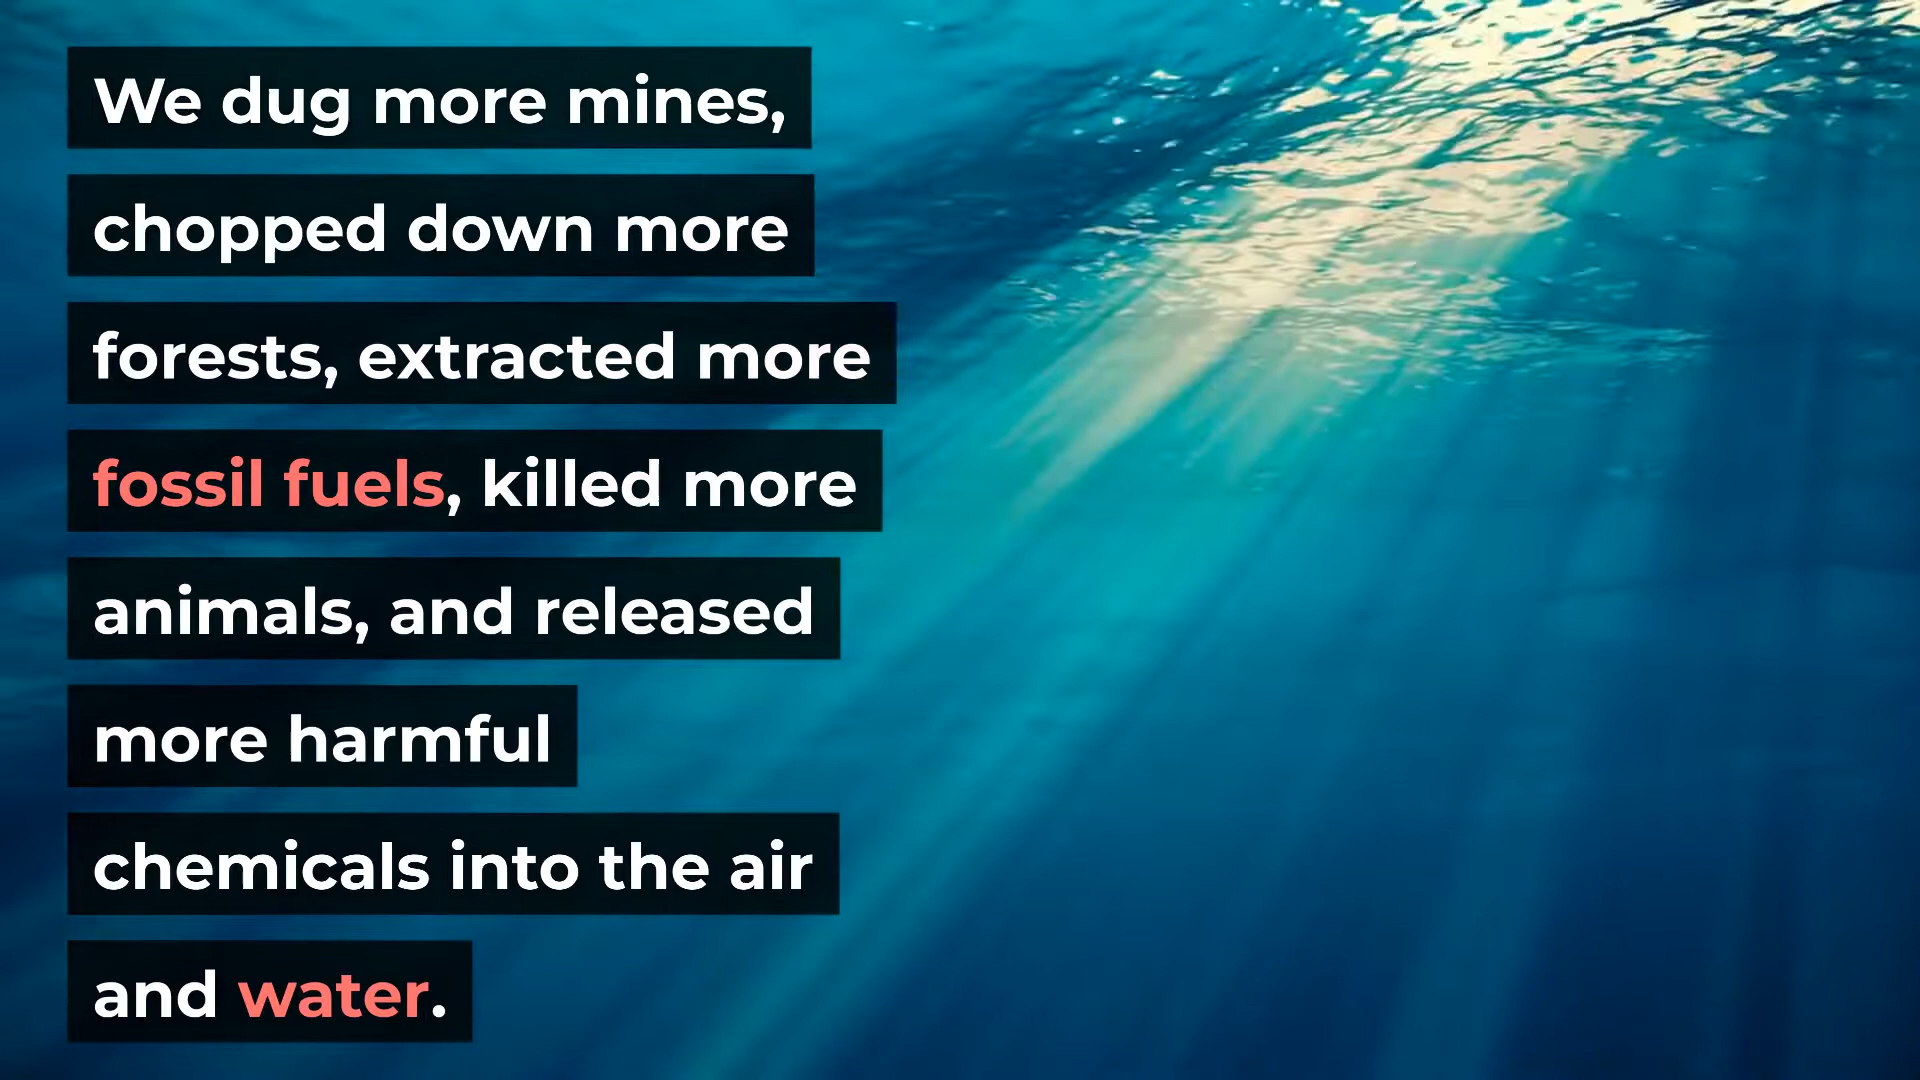 We dug more mines,
chopped down more
forests, extracted more
fossil fuels, killed more
animals, and released
more harmful
chemicals into the air
and water.